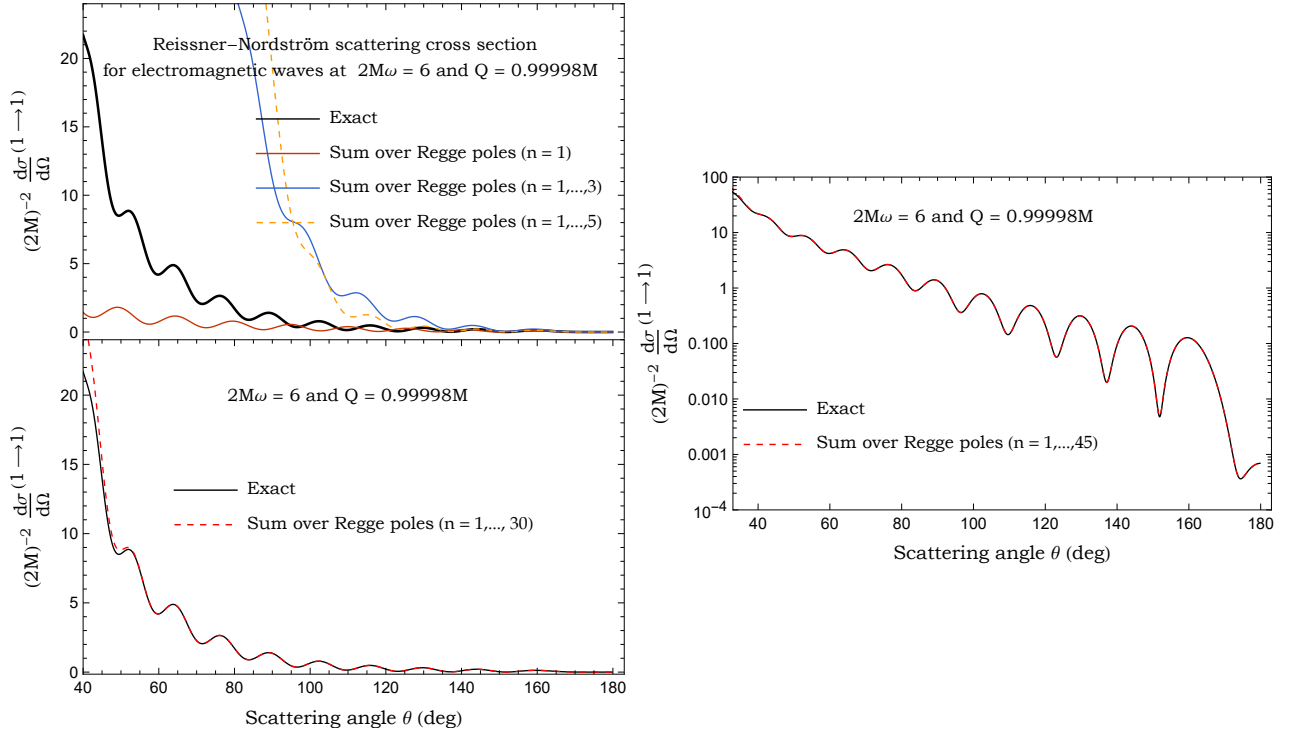 Reissner−Nordström scattering cross section
for electromagnetic waves at 2Mω = 6 and Q = 0.99998M
Exact
Sum over Regge poles (n = 1)
Sum over Regge poles (n = 1,...,3)
Sum over Regge poles (n = 1,...,5)
(2M)⁻² dσ/dΩ (1 ⟶ 1)
20
15
10
5
0
2Mω = 6 and Q = 0.99998M
Exact
Sum over Regge poles (n = 1,..., 30)
(2M)⁻² dσ/dΩ (1 ⟶ 1)
20
15
10
5
0
40 60 80 100 120 140 160 180
Scattering angle θ (deg)
2Mω = 6 and Q = 0.99998M
Exact
Sum over Regge poles (n = 1,...,45)
(2M)⁻² dσ/dΩ (1 ⟶ 1)
100
10
1
0.100
0.010
0.001
10⁻⁴
40 60 80 100 120 140 160 180
Scattering angle θ (deg)